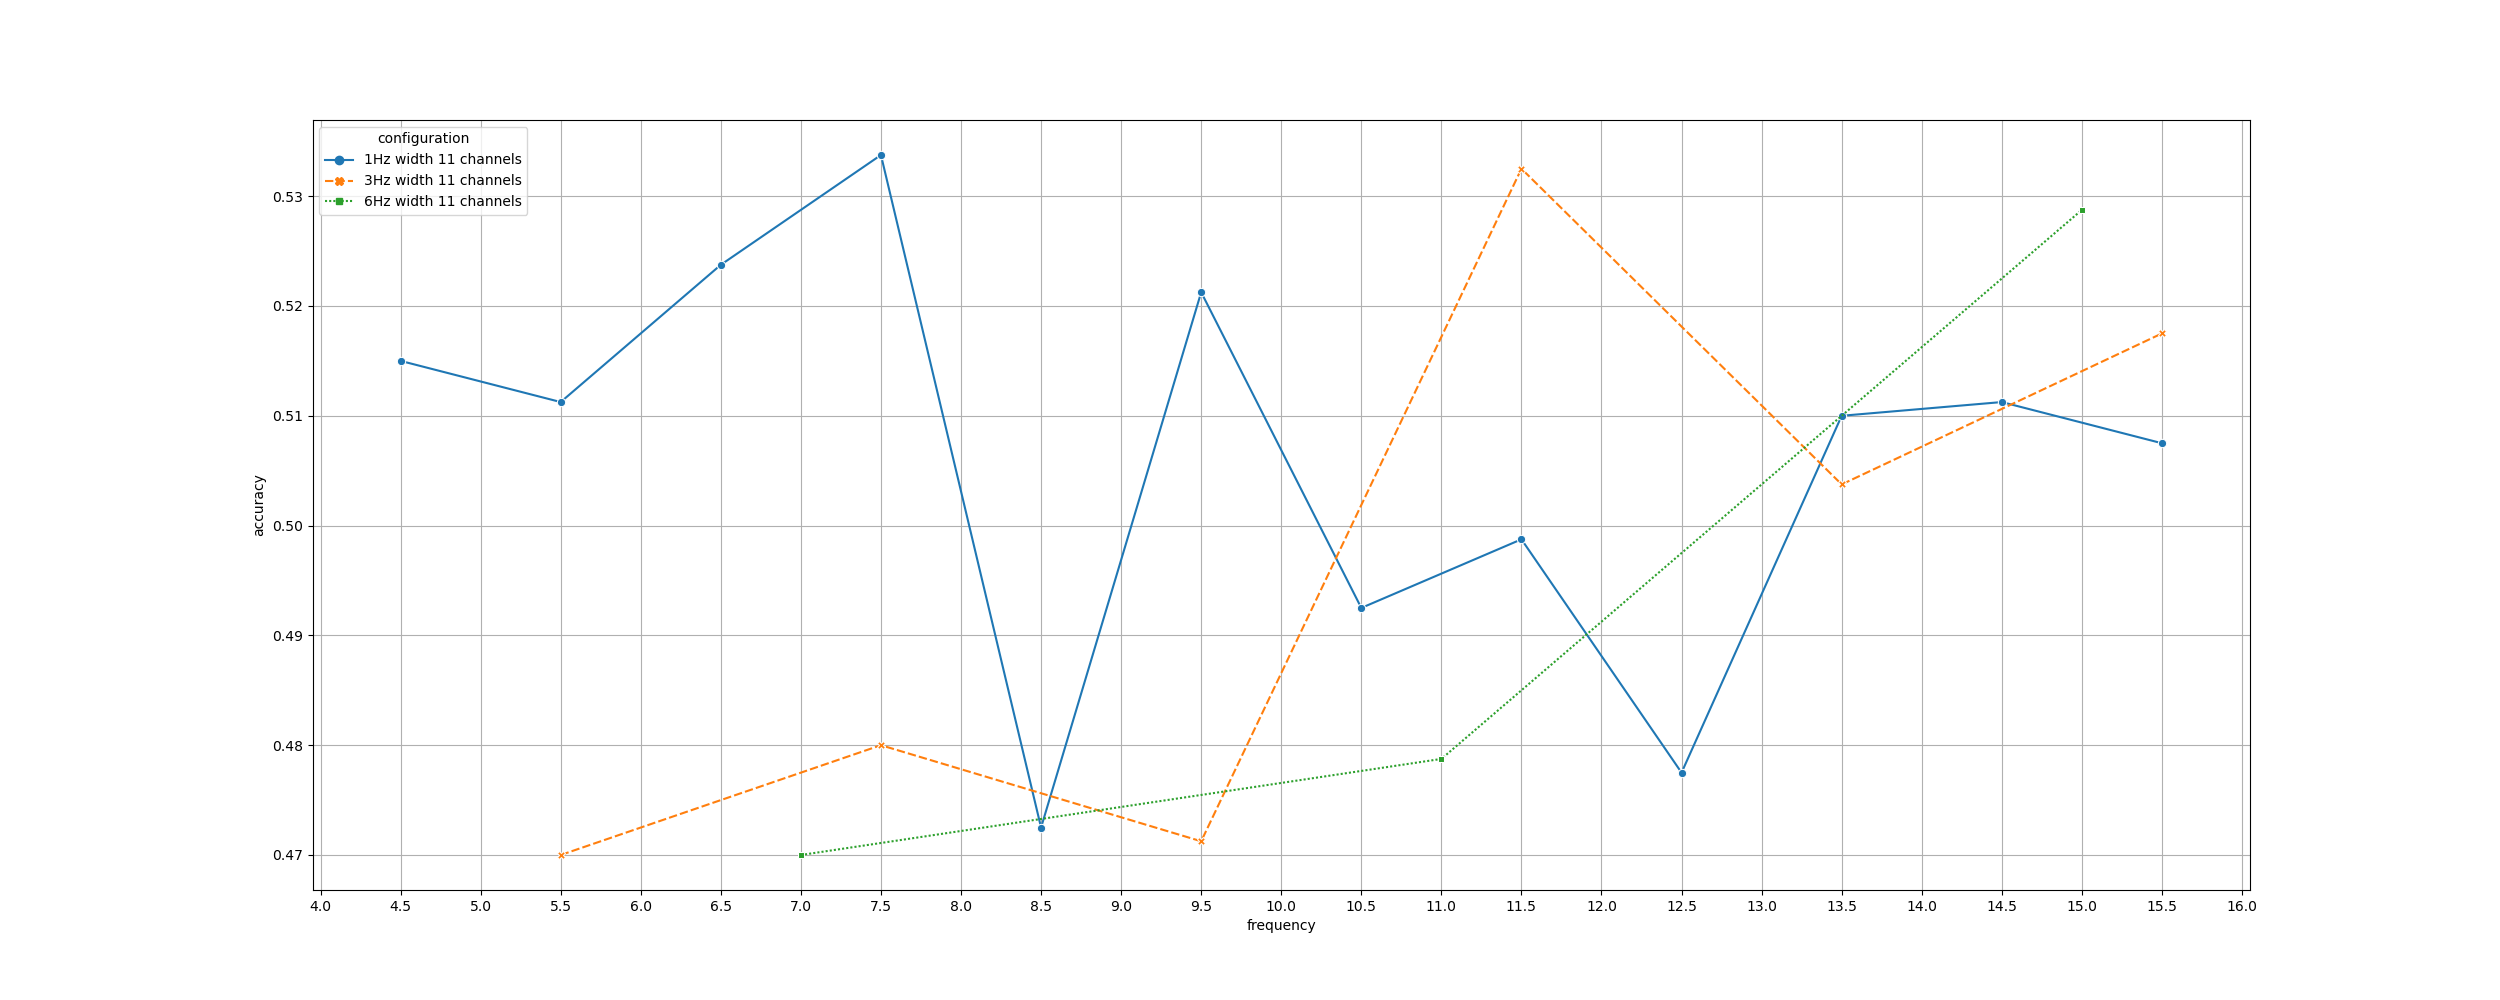 configuration
1Hz width 11 channels
3Hz width 11 channels
6Hz width 11 channels
0.53
0.52
0.51
0.50
0.49
0.48
0.47
accuracy
4.0 4.5 5.0 5.5 6.0 6.5 7.0 7.5 8.0 8.5 9.0 9.5 10.0 10.5 11.0 11.5 12.0 12.5 13.0 13.5 14.0 14.5 15.0 15.5 16.0
frequency